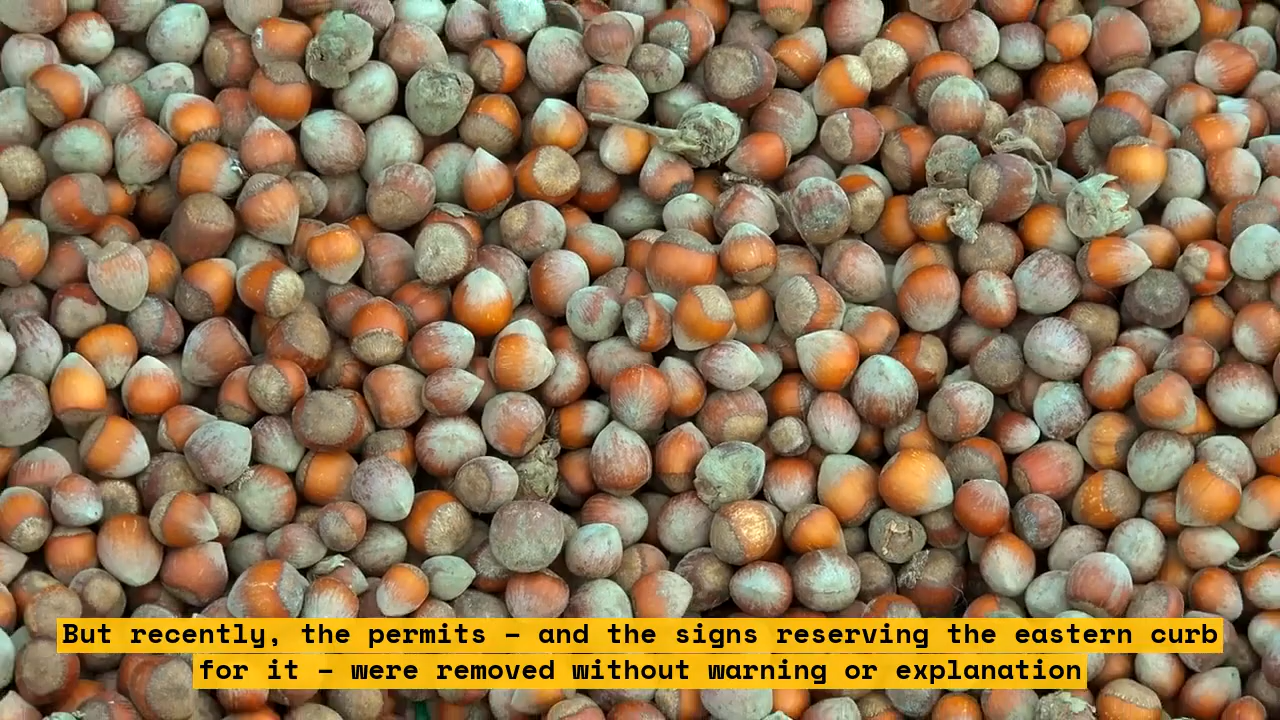 But recently, the permits – and the signs reserving the eastern curb
for it – were removed without warning or explanation